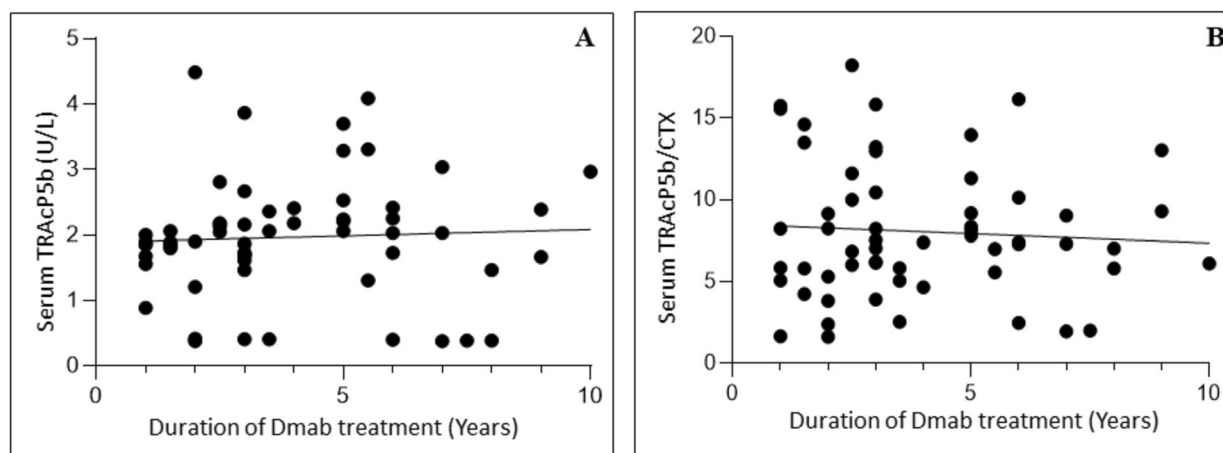 A
Serum TRAcP5b (U/L)
5
4
3
2
1
0
0
5
10
Duration of Dmab treatment (Years)
B
Serum TRAcP5b/CTX
20
15
10
5
0
0
5
10
Duration of Dmab treatment (Years)